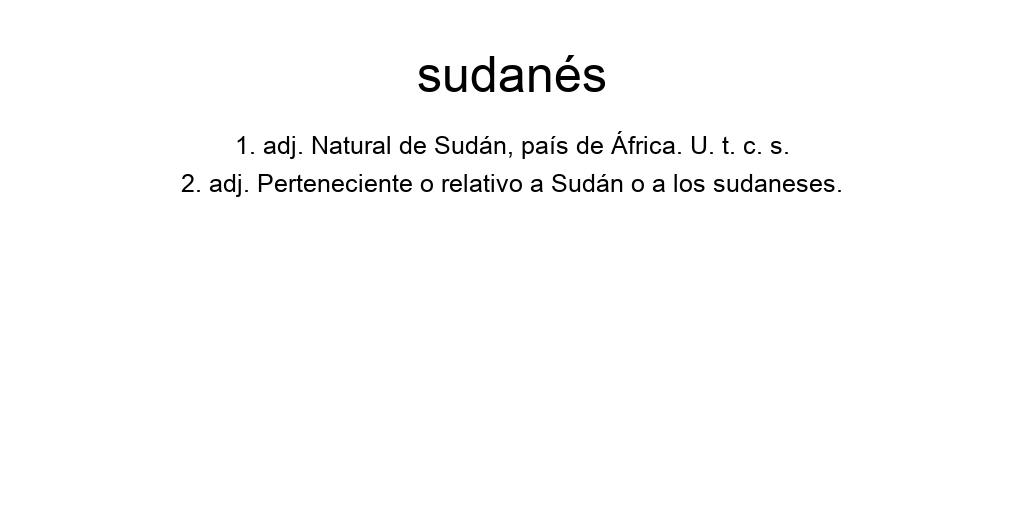 sudanés
1. adj. Natural de Sudán, país de África. U. t. c. s.
2. adj. Perteneciente o relativo a Sudán o a los sudaneses.